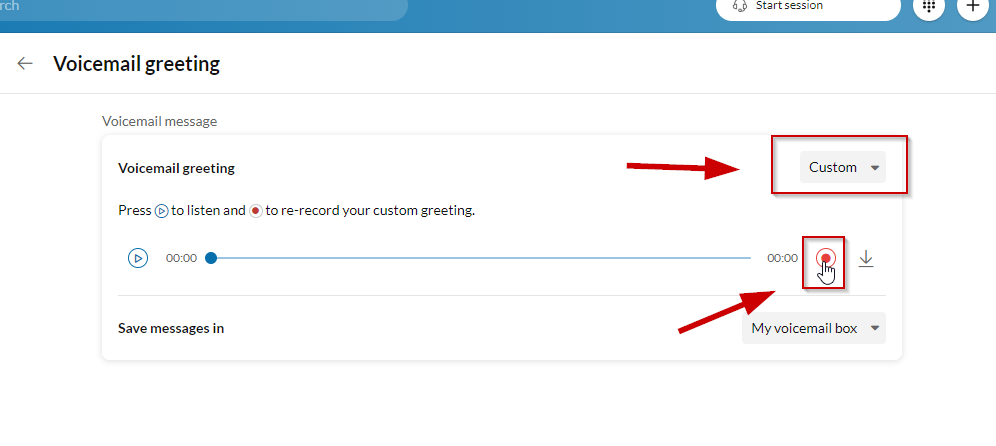 rch
Start session
Voicemail greeting
Voicemail message
Voicemail greeting
Custom
Press to listen and to re-record your custom greeting.
00:00
00:00
Save messages in
My voicemail box